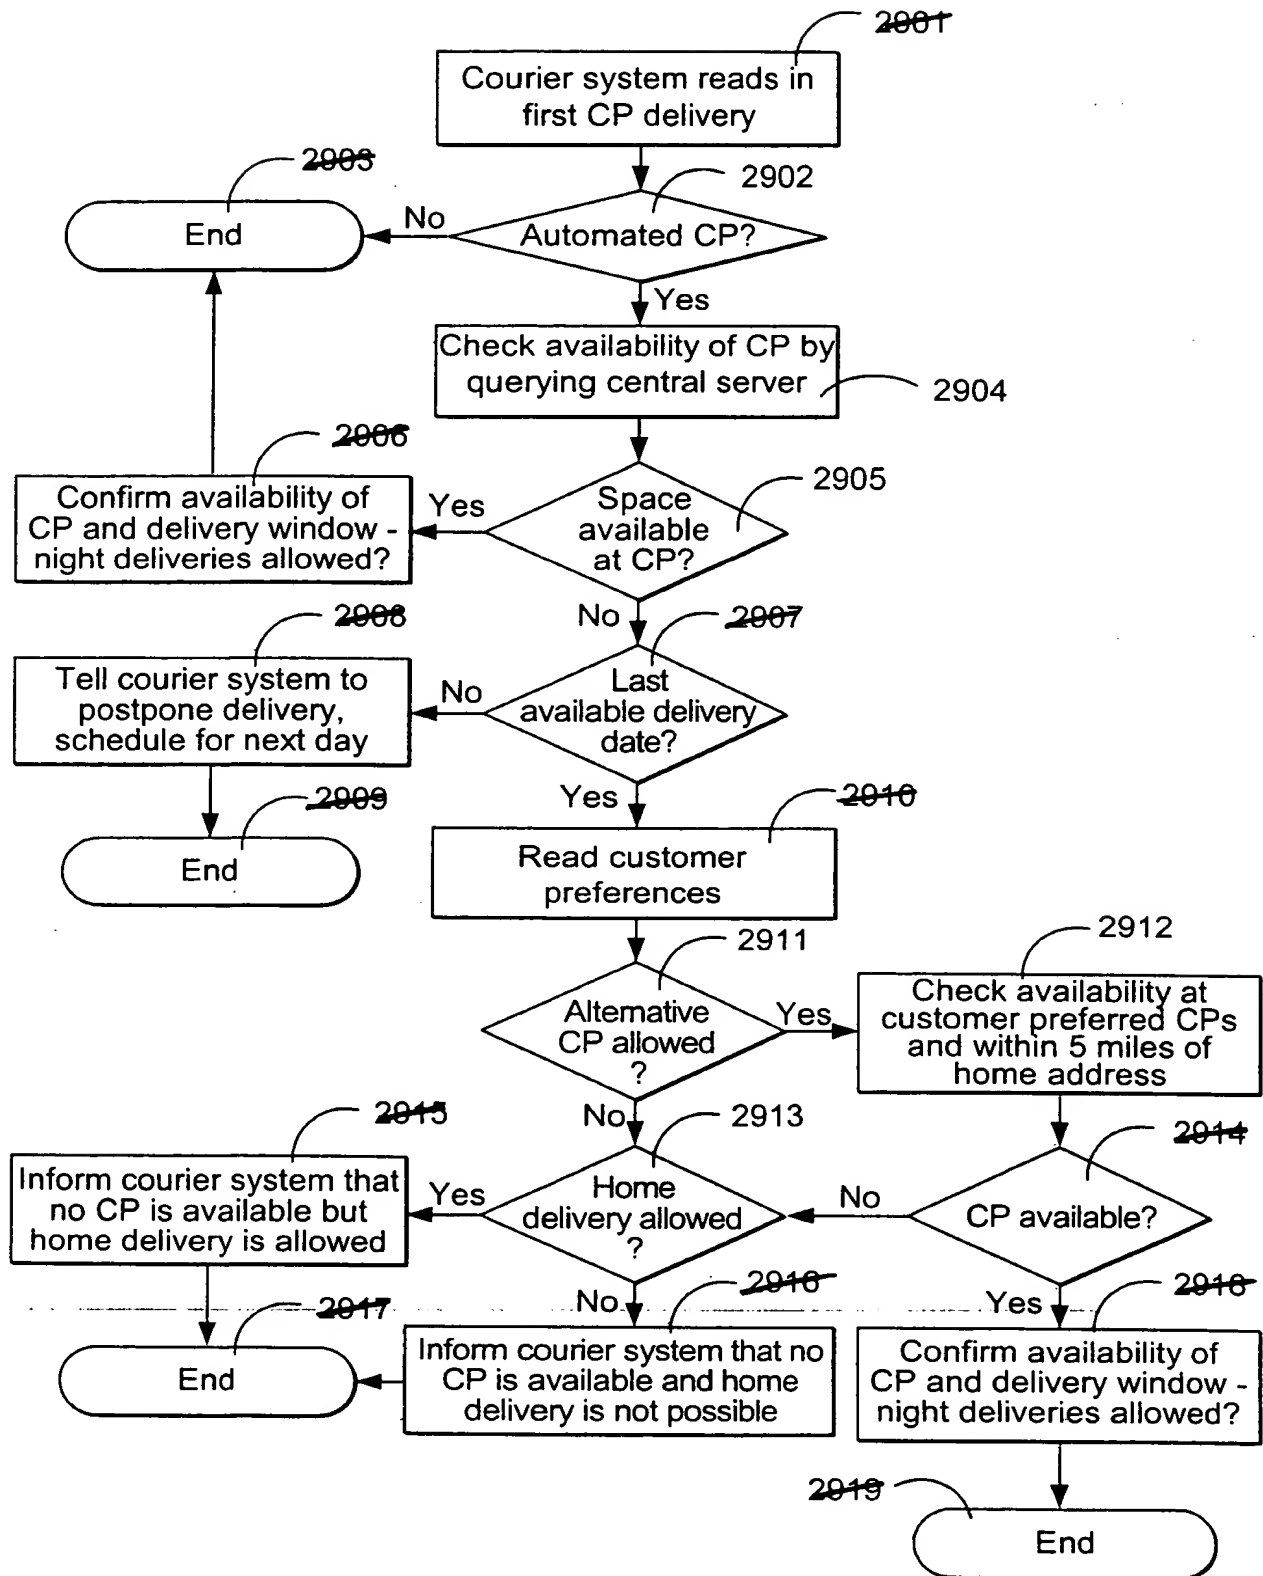 2901
Courier system reads in
first CP delivery
2903
2902
End
No
Automated CP?
Yes
Check availability of CP by
querying central server
2904
2906
Confirm availability of
CP and delivery window -
night deliveries allowed?
Yes
2905
Space
available
at CP?
No
2908
2907
Tell courier system to
postpone delivery,
schedule for next day
No
Last
available delivery
date?
Yes
2909
2910
End
Read customer
preferences
2911
2912
Alternative
CP allowed
?
Yes
Check availability at
customer preferred CPs
and within 5 miles of
home address
No
2915
2913
2914
Inform courier system that
no CP is available but
home delivery is allowed
Yes
Home
delivery allowed
?
No
CP available?
No
Yes
2917
End
Inform courier system that no
CP is available and home
delivery is not possible
Confirm availability of
CP and delivery window -
night deliveries allowed?
2919
End